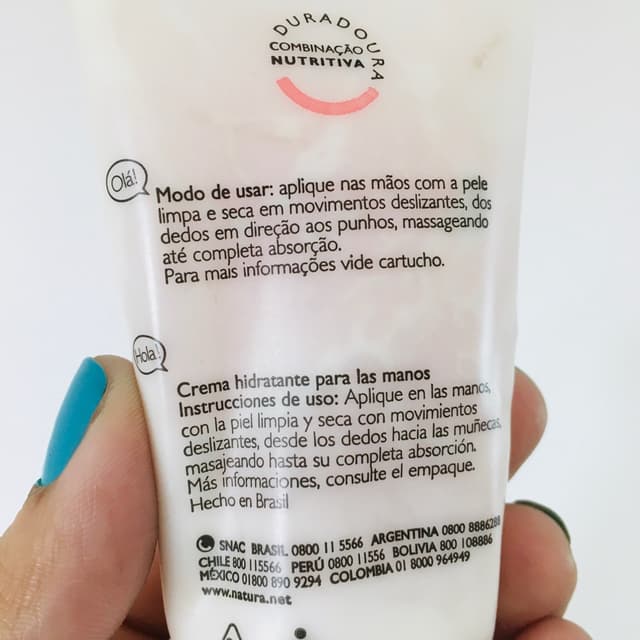 DURADOURA
COMBINAÇÃO
NUTRITIVA
Olá!
Modo de usar: aplique nas mãos com a pele
limpa e seca em movimentos deslizantes, dos
dedos em direção aos punhos, massageando
até completa absorção.
Para mais informações vide cartucho.
Hola!
Crema hidratante para las manos
Instrucciones de uso: Aplique en las manos,
con la piel limpia y seca con movimientos
deslizantes, desde los dedos hacia las muñecas,
masajeando hasta su completa absorción.
Más informaciones, consulte el empaque.
Hecho en Brasil
SNAC BRASIL 0800 11 5566 ARGENTINA 0800 8886288
CHILE 800 115566 PERÚ 0800 11556 BOLIVIA 800 108886
MÉXICO 01800 890 9294 COLOMBIA 01 8000 964949
www.natura.net